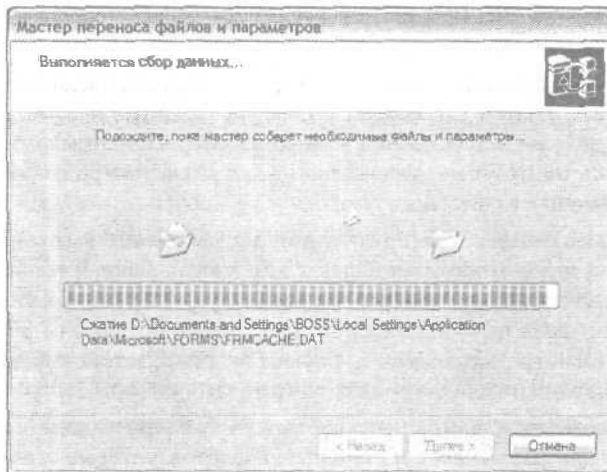 Мастер переноса файлов и параметров
Выполняется сбор данных...
Подождите, пока мастер соберет необходимые файлы и параметры...
Сжатие D:\Documents and Settings\BOSS\Local Settings\Application
Data\Microsoft\FORMS\FRMCACHE.DAT
< Назад
Далее >
Отмена